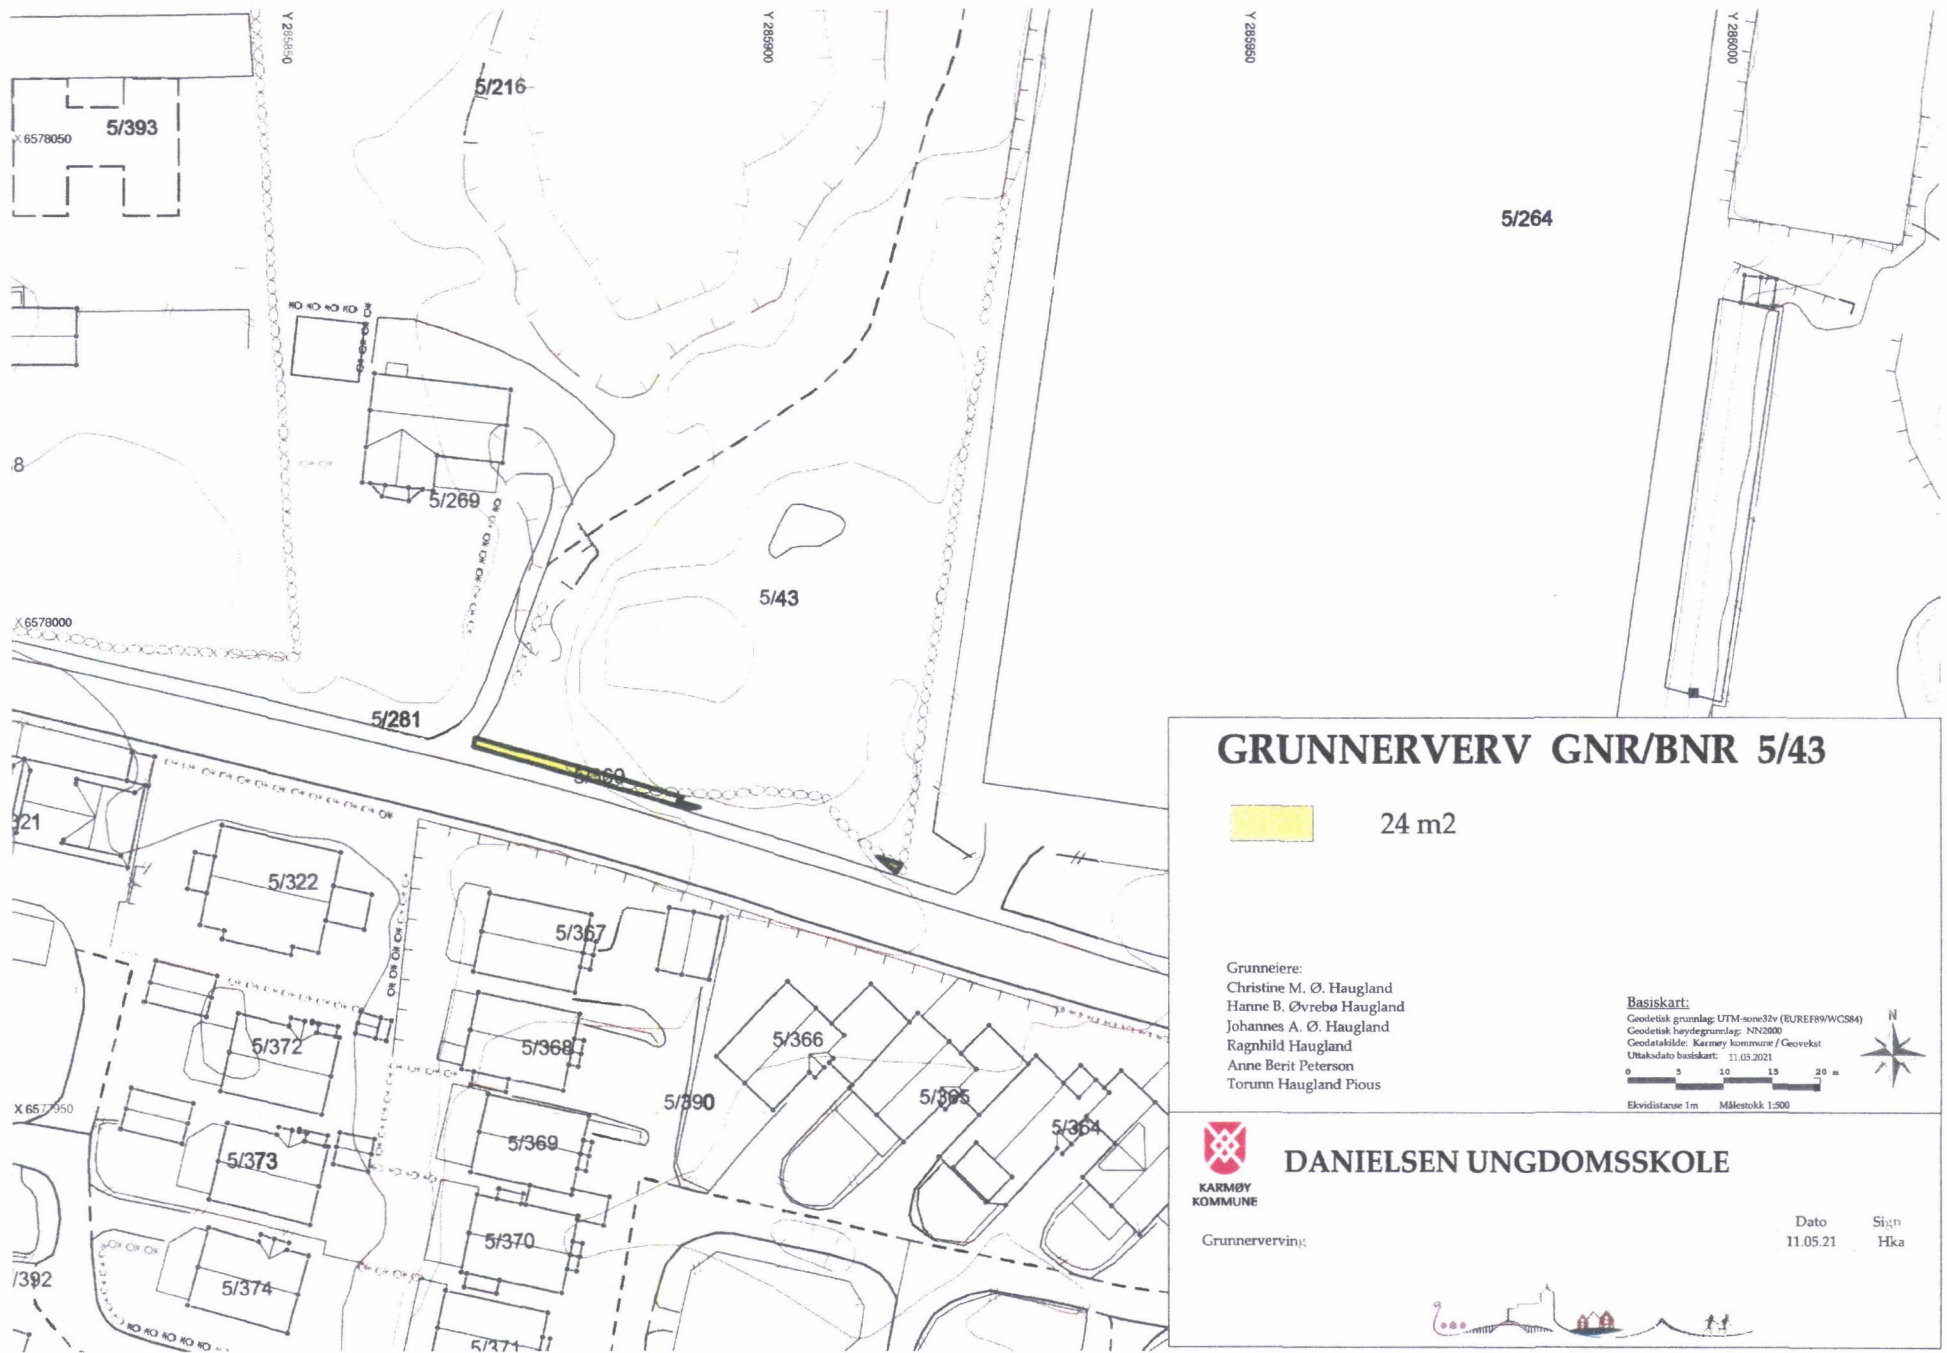 Y 285850
Y 285900
Y 285950
Y 286000
5/216
5/393
X 6578050
5/264
5/269
5/43
X 6578000
5/281
5/322
5/367
5/372
5/368
5/366
5/365
5/390
5/364
X 6577950
5/369
5/373
5/370
5/374
/392
5/371
GRUNNERVERV GNR/BNR 5/43
24 m2
Grunneiere:
Christine M. Ø. Haugland
Hanne B. Øvrebø Haugland
Johannes A. Ø. Haugland
Ragnhild Haugland
Anne Berit Peterson
Torunn Haugland Pious
Basiskart:
Geodetisk grunnlag: UTM-sone32v (EUREF89/WGS84)
Geodetisk høydegrunnlag: NN2000
Geodatakilde: Karmøy kommune / Geovekst
Uttaksdato basiskart: 11.05.2021
0 5 10 15 20 m
Ekvidistanse 1m Målestokk 1:500
N
KARMØY
KOMMUNE
DANIELSEN UNGDOMSSKOLE
Grunnerverving
Dato Sign
11.05.21 Hka